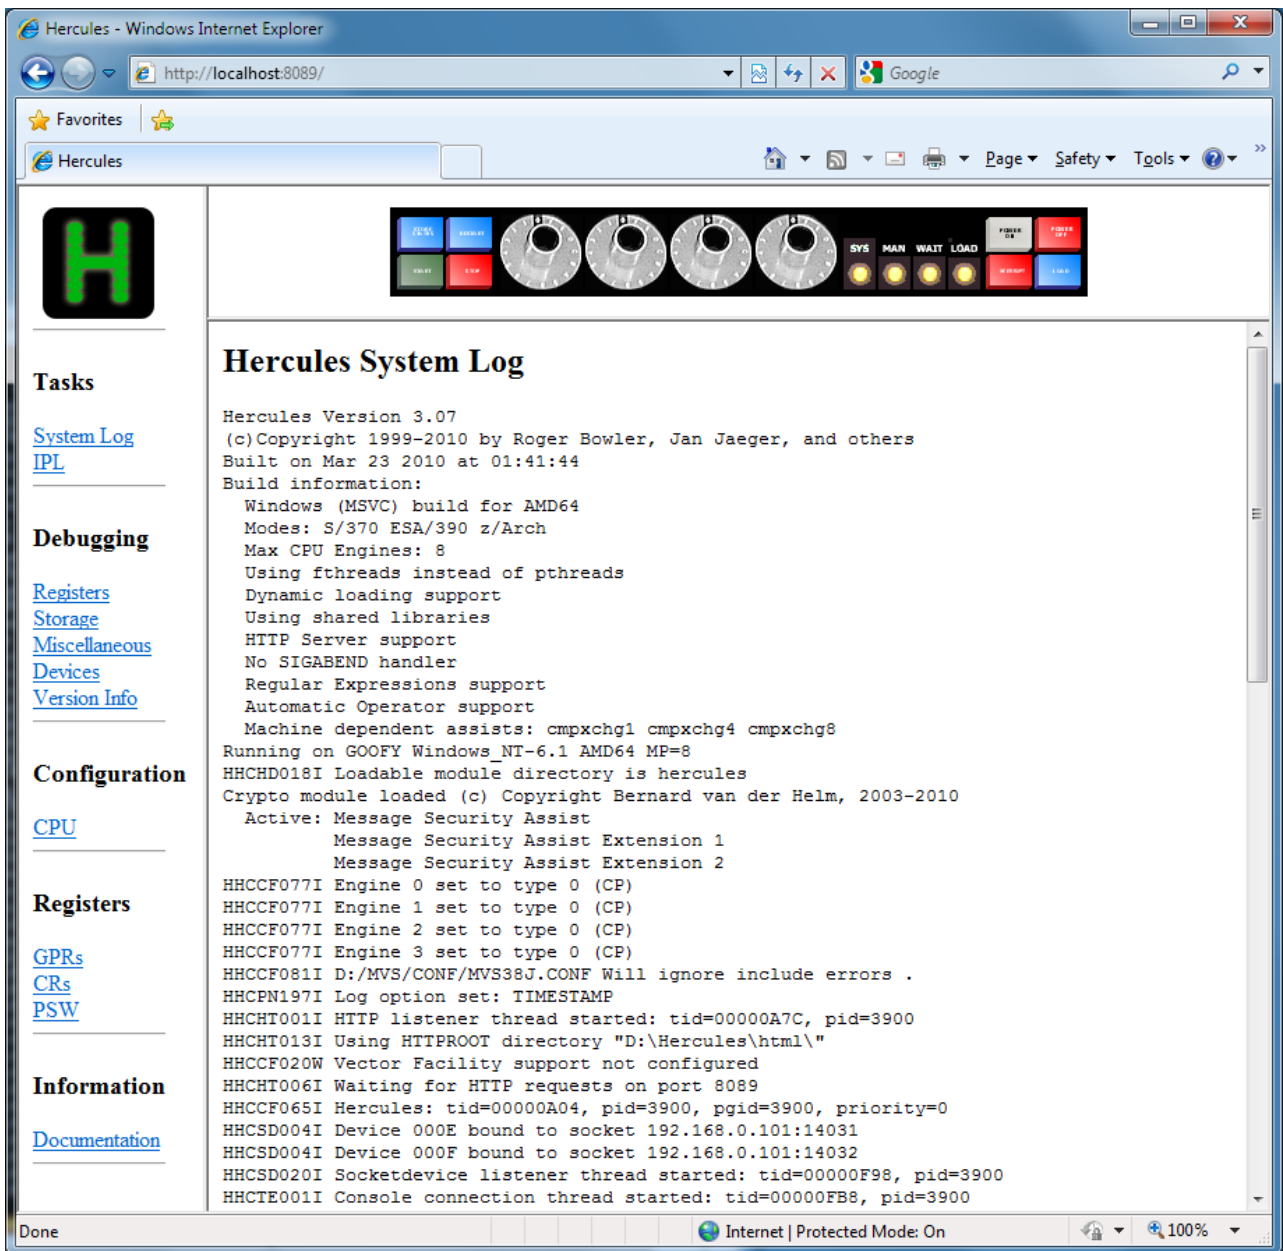 Hercules - Windows Internet Explorer
http://localhost:8089/
Google
Favorites
Hercules
Page
Safety
Tools
H
POWER ON
POWER OFF
START
STOP
SYS MAN WAIT LOAD
INTERRUPT
LOAD
Tasks
System Log
IPL
Debugging
Registers
Storage
Miscellaneous
Devices
Version Info
Configuration
CPU
Registers
GPRs
CRs
PSW
Information
Documentation
Hercules System Log
Hercules Version 3.07
(c)Copyright 1999-2010 by Roger Bowler, Jan Jaeger, and others
Built on Mar 23 2010 at 01:41:44
Build information:
Windows (MSVC) build for AMD64
Modes: S/370 ESA/390 z/Arch
Max CPU Engines: 8
Using fthreads instead of pthreads
Dynamic loading support
Using shared libraries
HTTP Server support
No SIGABEND handler
Regular Expressions support
Automatic Operator support
Machine dependent assists: cmpxchg1 cmpxchg4 cmpxchg8
Running on GOOFY Windows_NT-6.1 AMD64 MP=8
HHCHD018I Loadable module directory is hercules
Crypto module loaded (c) Copyright Bernard van der Helm, 2003-2010
Active: Message Security Assist
Message Security Assist Extension 1
Message Security Assist Extension 2
HHCCF077I Engine 0 set to type 0 (CP)
HHCCF077I Engine 1 set to type 0 (CP)
HHCCF077I Engine 2 set to type 0 (CP)
HHCCF077I Engine 3 set to type 0 (CP)
HHCCF081I D:/MVS/CONF/MVS38J.CONF Will ignore include errors .
HHCPN197I Log option set: TIMESTAMP
HHCHT001I HTTP listener thread started: tid=00000A7C, pid=3900
HHCHT013I Using HTTPROOT directory "D:\Hercules\html\"
HHCCF020W Vector Facility support not configured
HHCHT006I Waiting for HTTP requests on port 8089
HHCCF065I Hercules: tid=00000A04, pid=3900, pgid=3900, priority=0
HHCSD004I Device 000E bound to socket 192.168.0.101:14031
HHCSD004I Device 000F bound to socket 192.168.0.101:14032
HHCSD020I Socketdevice listener thread started: tid=00000F98, pid=3900
HHCTE001I Console connection thread started: tid=00000FB8, pid=3900
Done
Internet | Protected Mode: On
100%